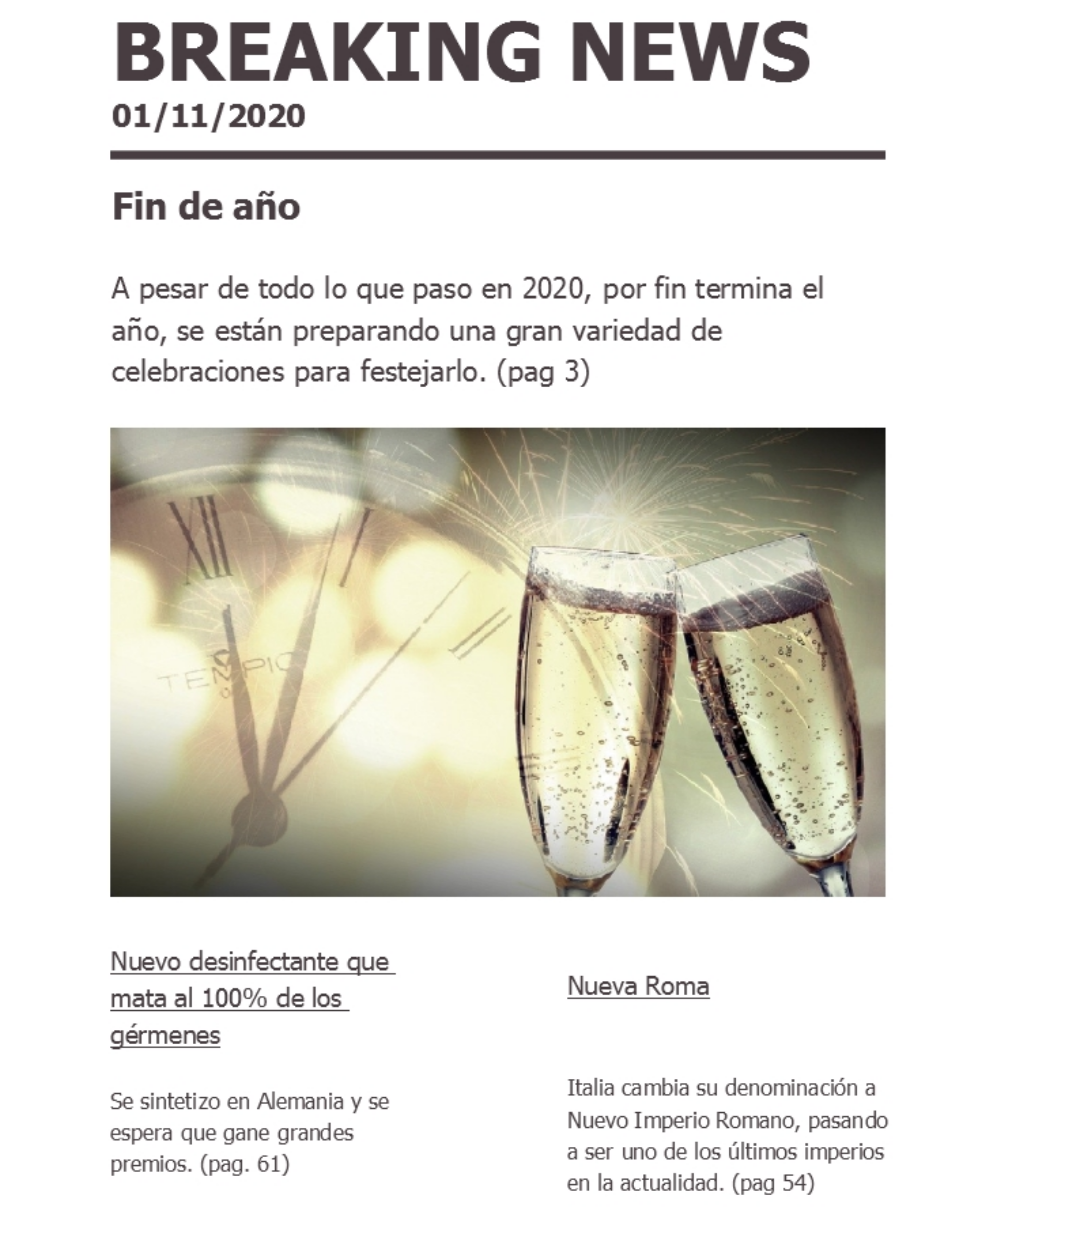 BREAKING NEWS
01/11/2020
Fin de año
A pesar de todo lo que paso en 2020, por fin termina el
año, se están preparando una gran variedad de
celebraciones para festejarlo. (pag 3)
XII
I
II
TEMPIO
Nuevo desinfectante que
mata al 100% de los
gérmenes
Se sintetizo en Alemania y se
espera que gane grandes
premios. (pag. 61)
Nueva Roma
Italia cambia su denominación a
Nuevo Imperio Romano, pasando
a ser uno de los últimos imperios
en la actualidad. (pag 54)